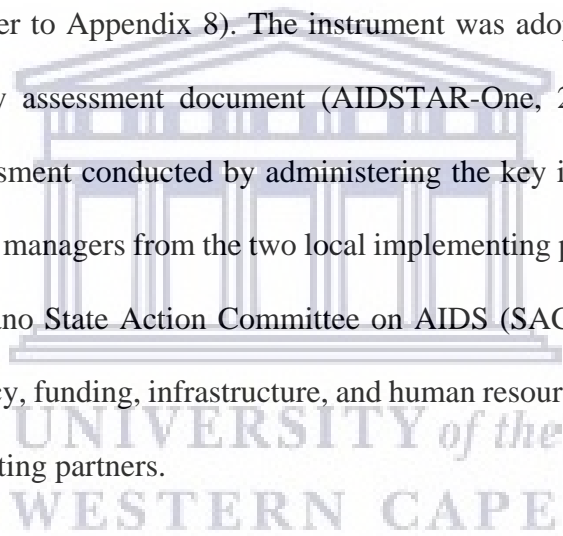 er to Appendix 8). The instrument was adop
assessment document (AIDSTAR-One, 2
sment conducted by administering the key i
managers from the two local implementing p
no State Action Committee on AIDS (SAC
cy, funding, infrastructure, and human resour
UNIVERSITY of the
ting partners.
WESTERN CAPE